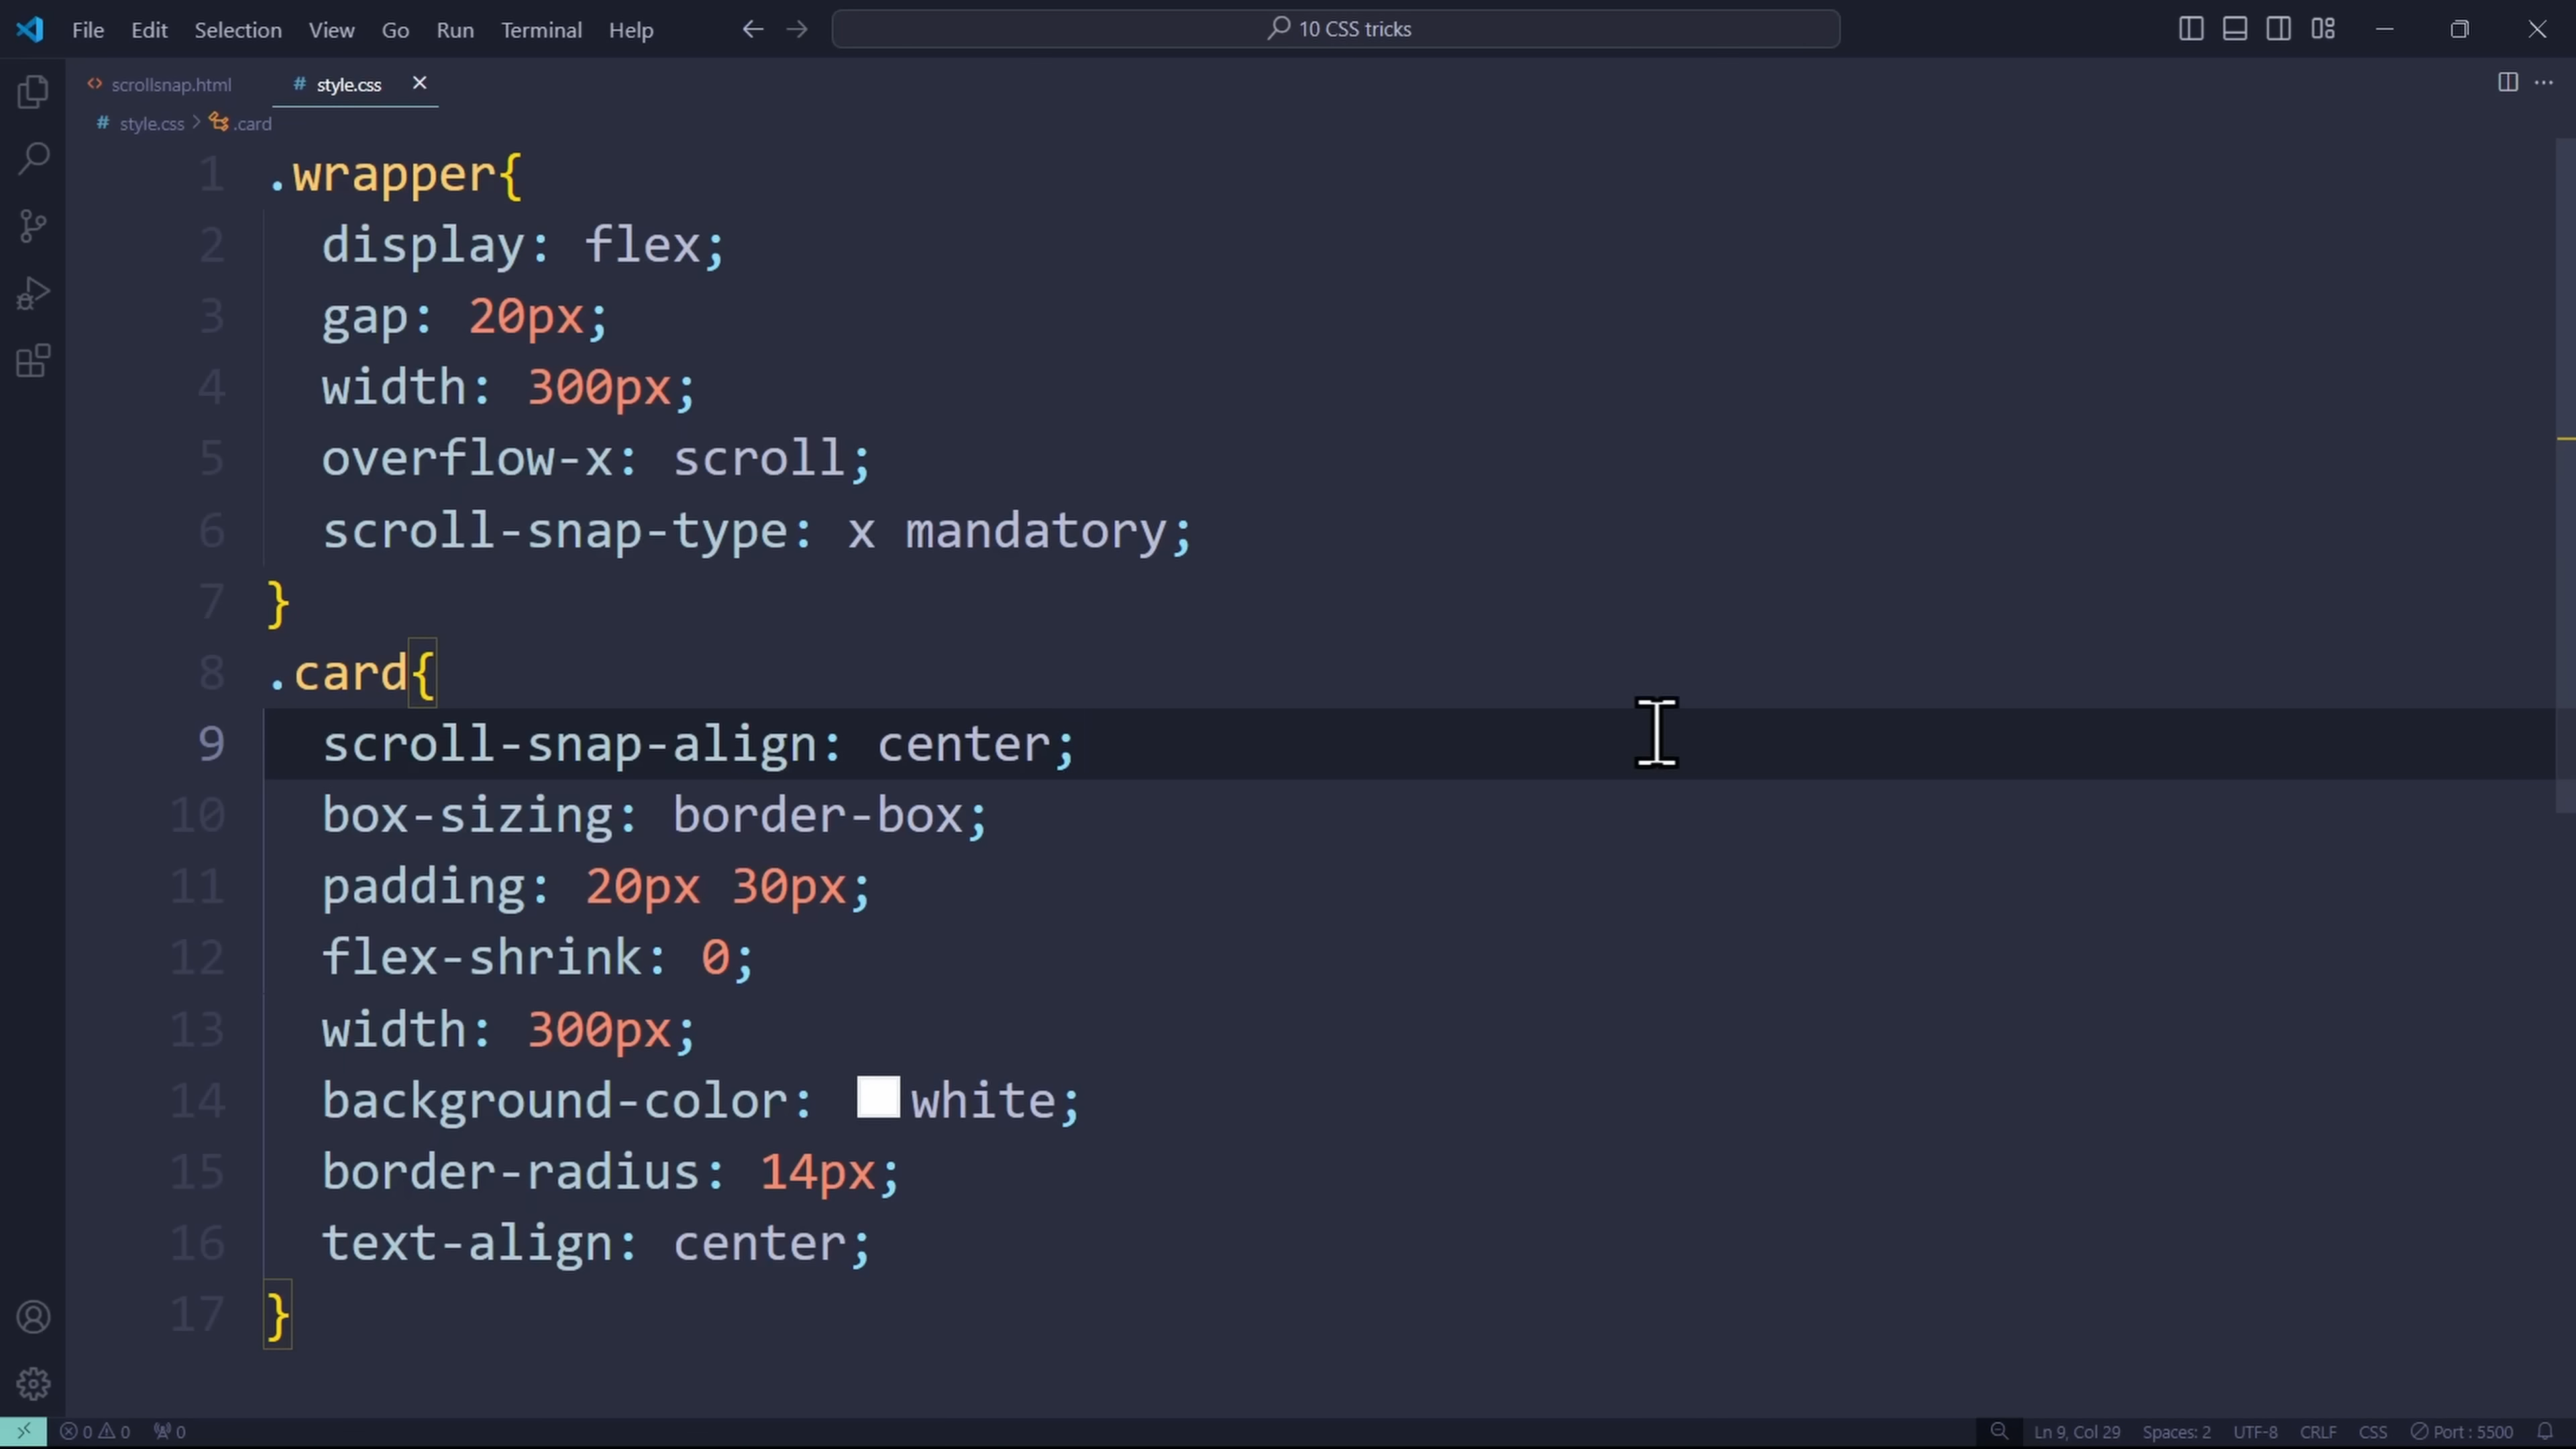 File Edit Selection View Go Run Terminal Help 10 CSS tricks
scrollsnap.html # style.css
# style.css > .card
1 .wrapper{
2 display: flex;
3 gap: 20px;
4 width: 300px;
5 overflow-x: scroll;
6 scroll-snap-type: x mandatory;
7 }
8 .card{
9 scroll-snap-align: center;
10 box-sizing: border-box;
11 padding: 20px 30px;
12 flex-shrink: 0;
13 width: 300px;
14 background-color: white;
15 border-radius: 14px;
16 text-align: center;
17 }
0 0 0 Ln 9, Col 29 Spaces: 2 UTF-8 CRLF CSS Port : 5500